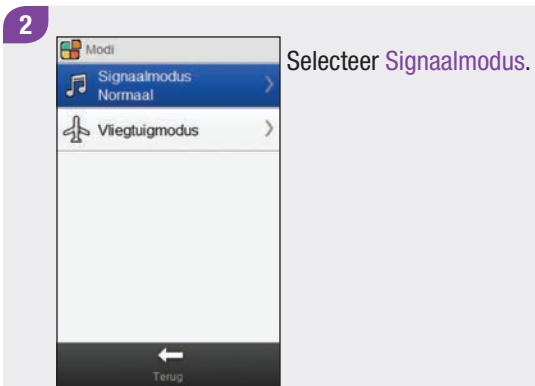 2
Modi
Signaalmodus
Normaal
Vliegtuigmodus
Terug
Selecteer Signaalmodus.